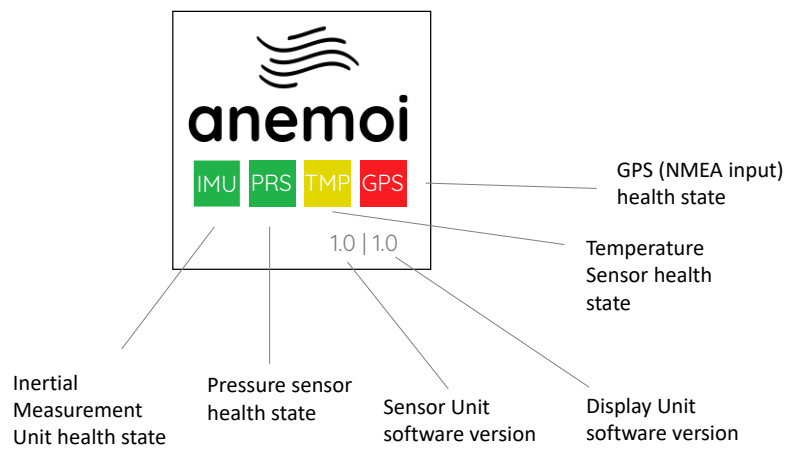 anemoi
IMU PRS TMP GPS
1.0 | 1.0
GPS (NMEA input)
health state
Temperature
Sensor health
state
Inertial
Measurement
Unit health state
Pressure sensor
health state
Sensor Unit
software version
Display Unit
software version